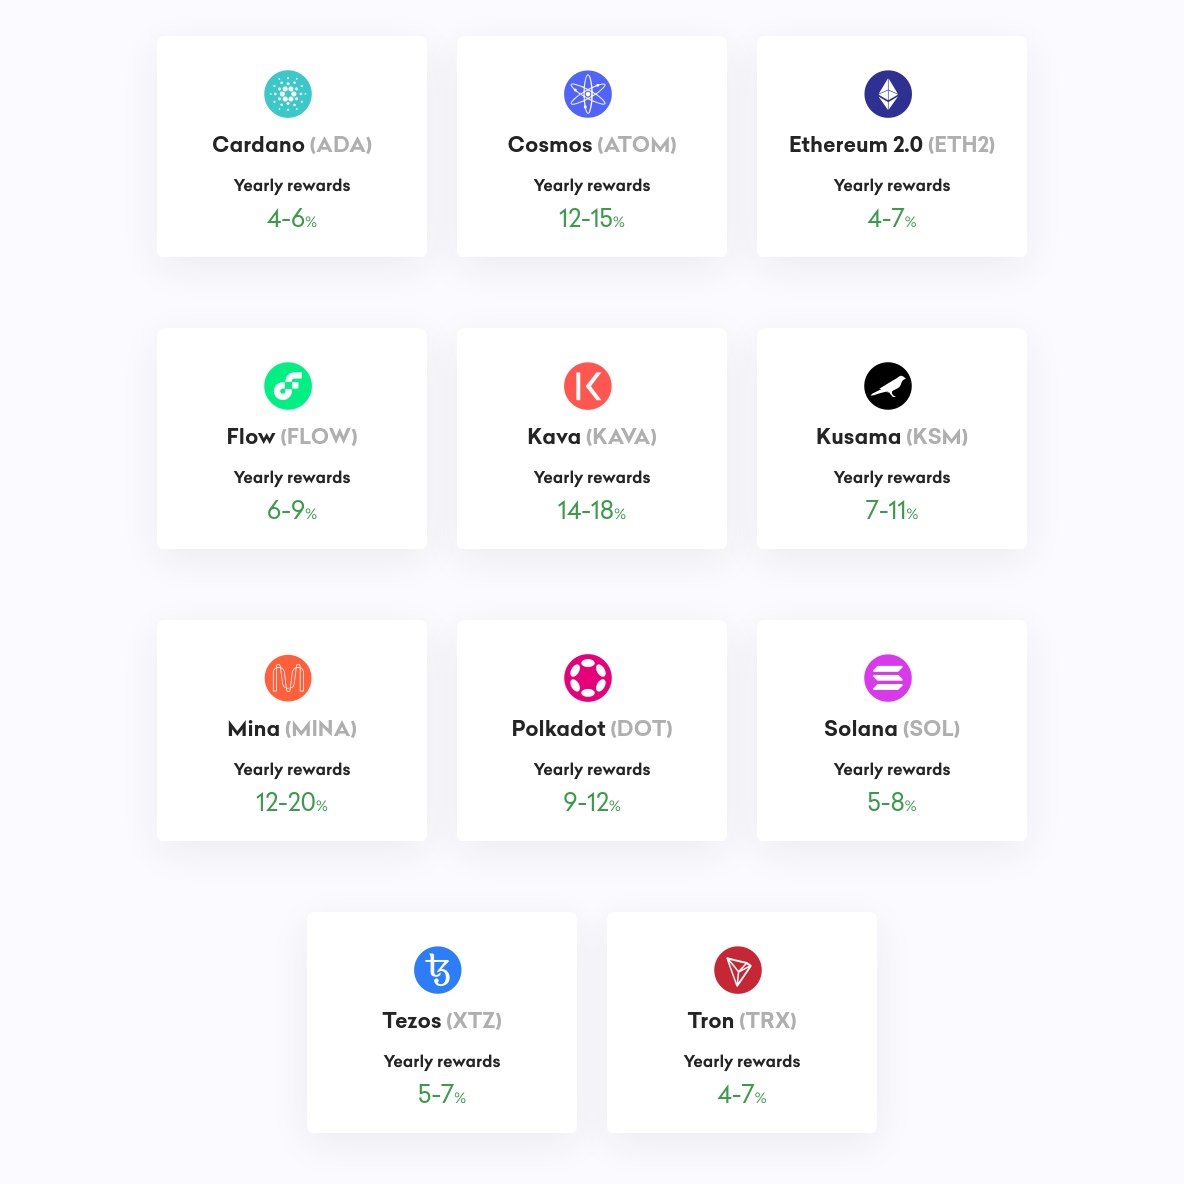 Cardano (ADA)
Yearly rewards
4-6%
Cosmos (ATOM)
Yearly rewards
12-15%
Ethereum 2.0 (ETH2)
Yearly rewards
4-7%
Flow (FLOW)
Yearly rewards
6-9%
Kava (KAVA)
Yearly rewards
14-18%
Kusama (KSM)
Yearly rewards
7-11%
Mina (MINA)
Yearly rewards
12-20%
Polkadot (DOT)
Yearly rewards
9-12%
Solana (SOL)
Yearly rewards
5-8%
Tezos (XTZ)
Yearly rewards
5-7%
Tron (TRX)
Yearly rewards
4-7%